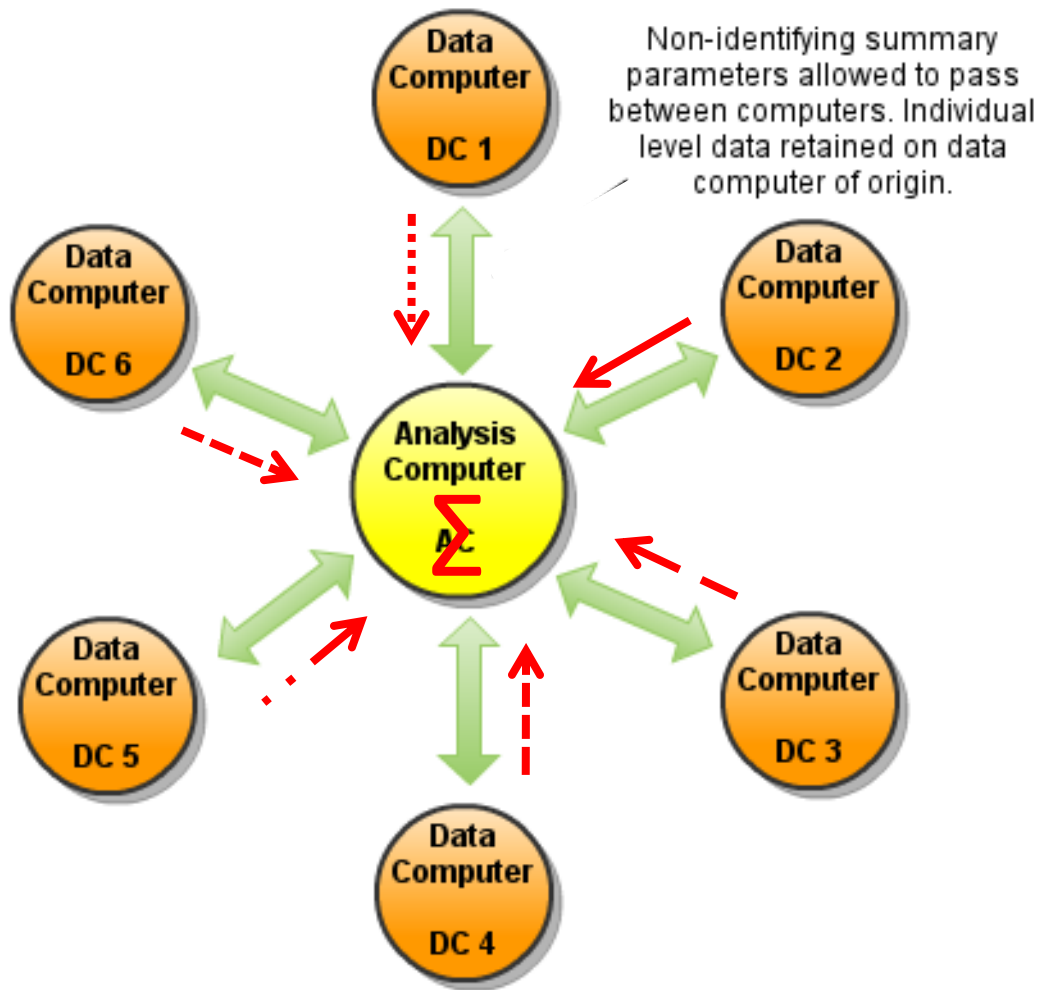 Data
Computer
DC 1
Non-identifying summary
parameters allowed to pass
between computers. Individual
level data retained on data
computer of origin.
Data
Computer
DC 6
Data
Computer
DC 2
Analysis
Computer
AC
Σ
Data
Computer
DC 5
Data
Computer
DC 3
Data
Computer
DC 4